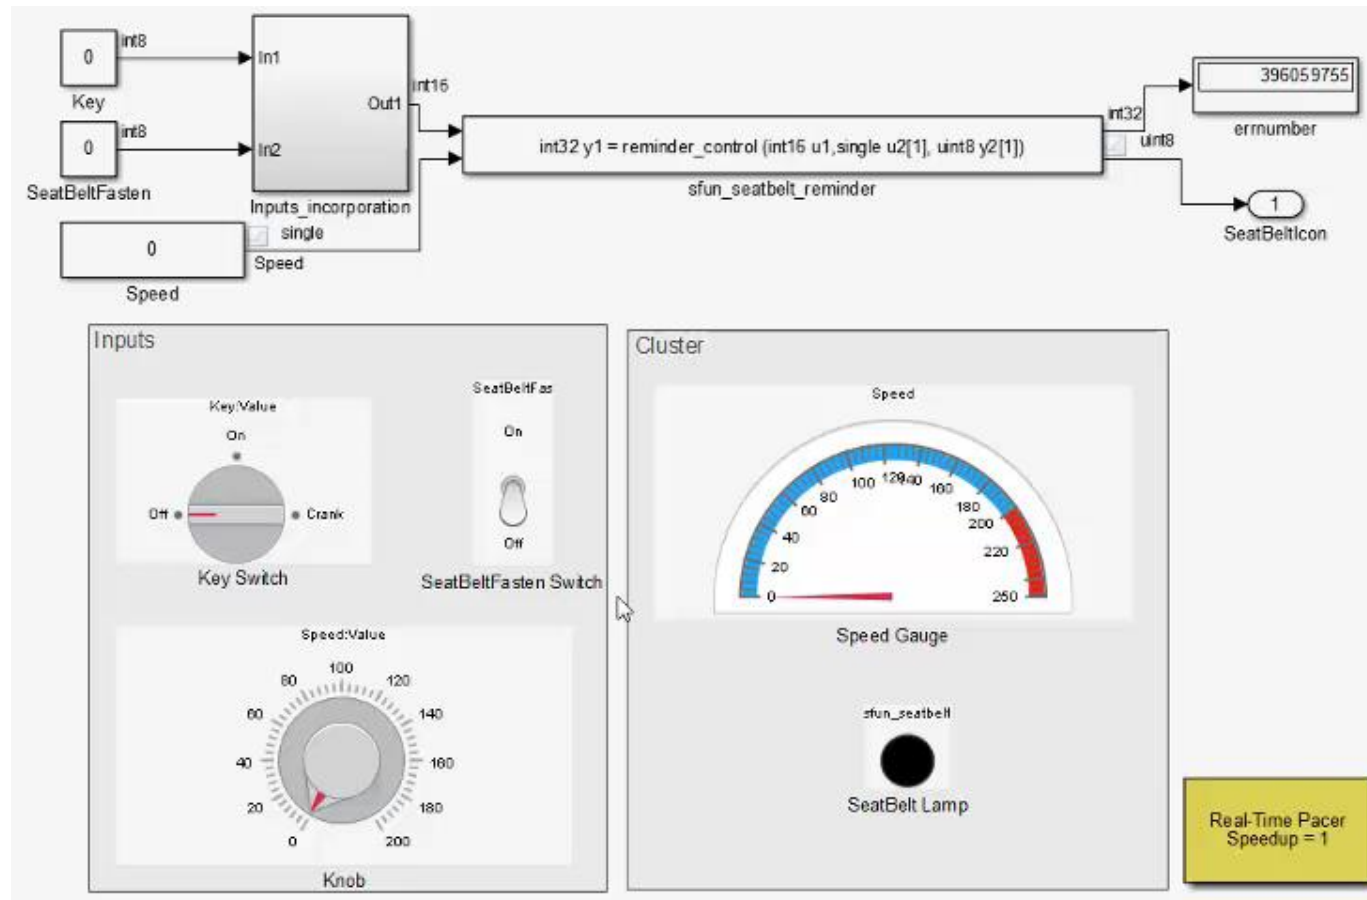 0
int8
Key
0
int8
SeatBeltFasten
In1
In2
Out1
Inputs_incorporation
int16
0
single
Speed
Speed
int32 y1 = reminder_control (int16 u1,single u2[1], uint8 y2[1])
sfun_seatbelt_reminder
int32
uint8
396059755
errnumber
1
SeatBeltIcon
Inputs
Key:Value
On
Off
Crank
Key Switch
SeatBeltFas
On
Off
SeatBeltFasten Switch
Speed:Value
0
20
40
60
80
100
120
140
160
180
200
Knob
Cluster
Speed
0
20
40
60
80
100
120
140
160
180
200
220
260
Speed Gauge
sfun_seatbelt
SeatBelt Lamp
Real-Time Pacer
Speedup = 1